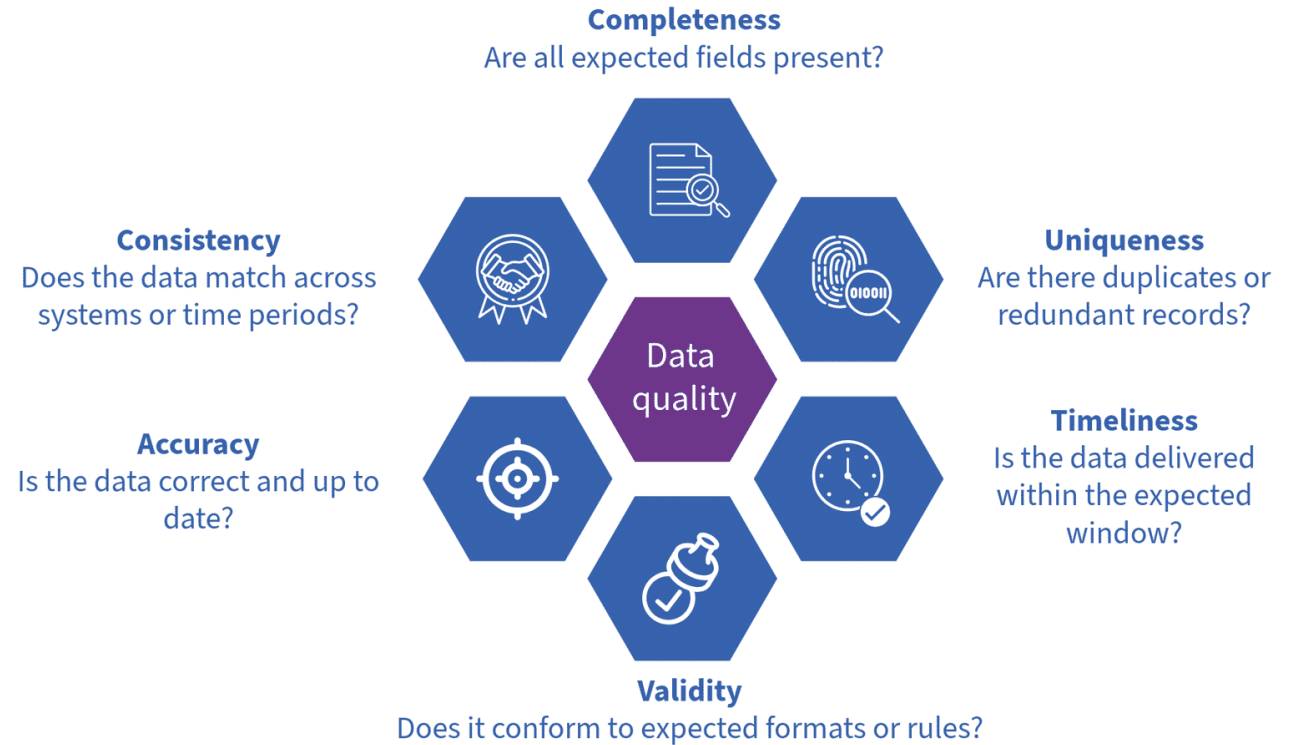 Completeness
Are all expected fields present?
Consistency
Does the data match across
systems or time periods?
Uniqueness
Are there duplicates or
redundant records?
010011
Data
quality
Accuracy
Is the data correct and up to
date?
Timeliness
Is the data delivered
within the expected
window?
Validity
Does it conform to expected formats or rules?